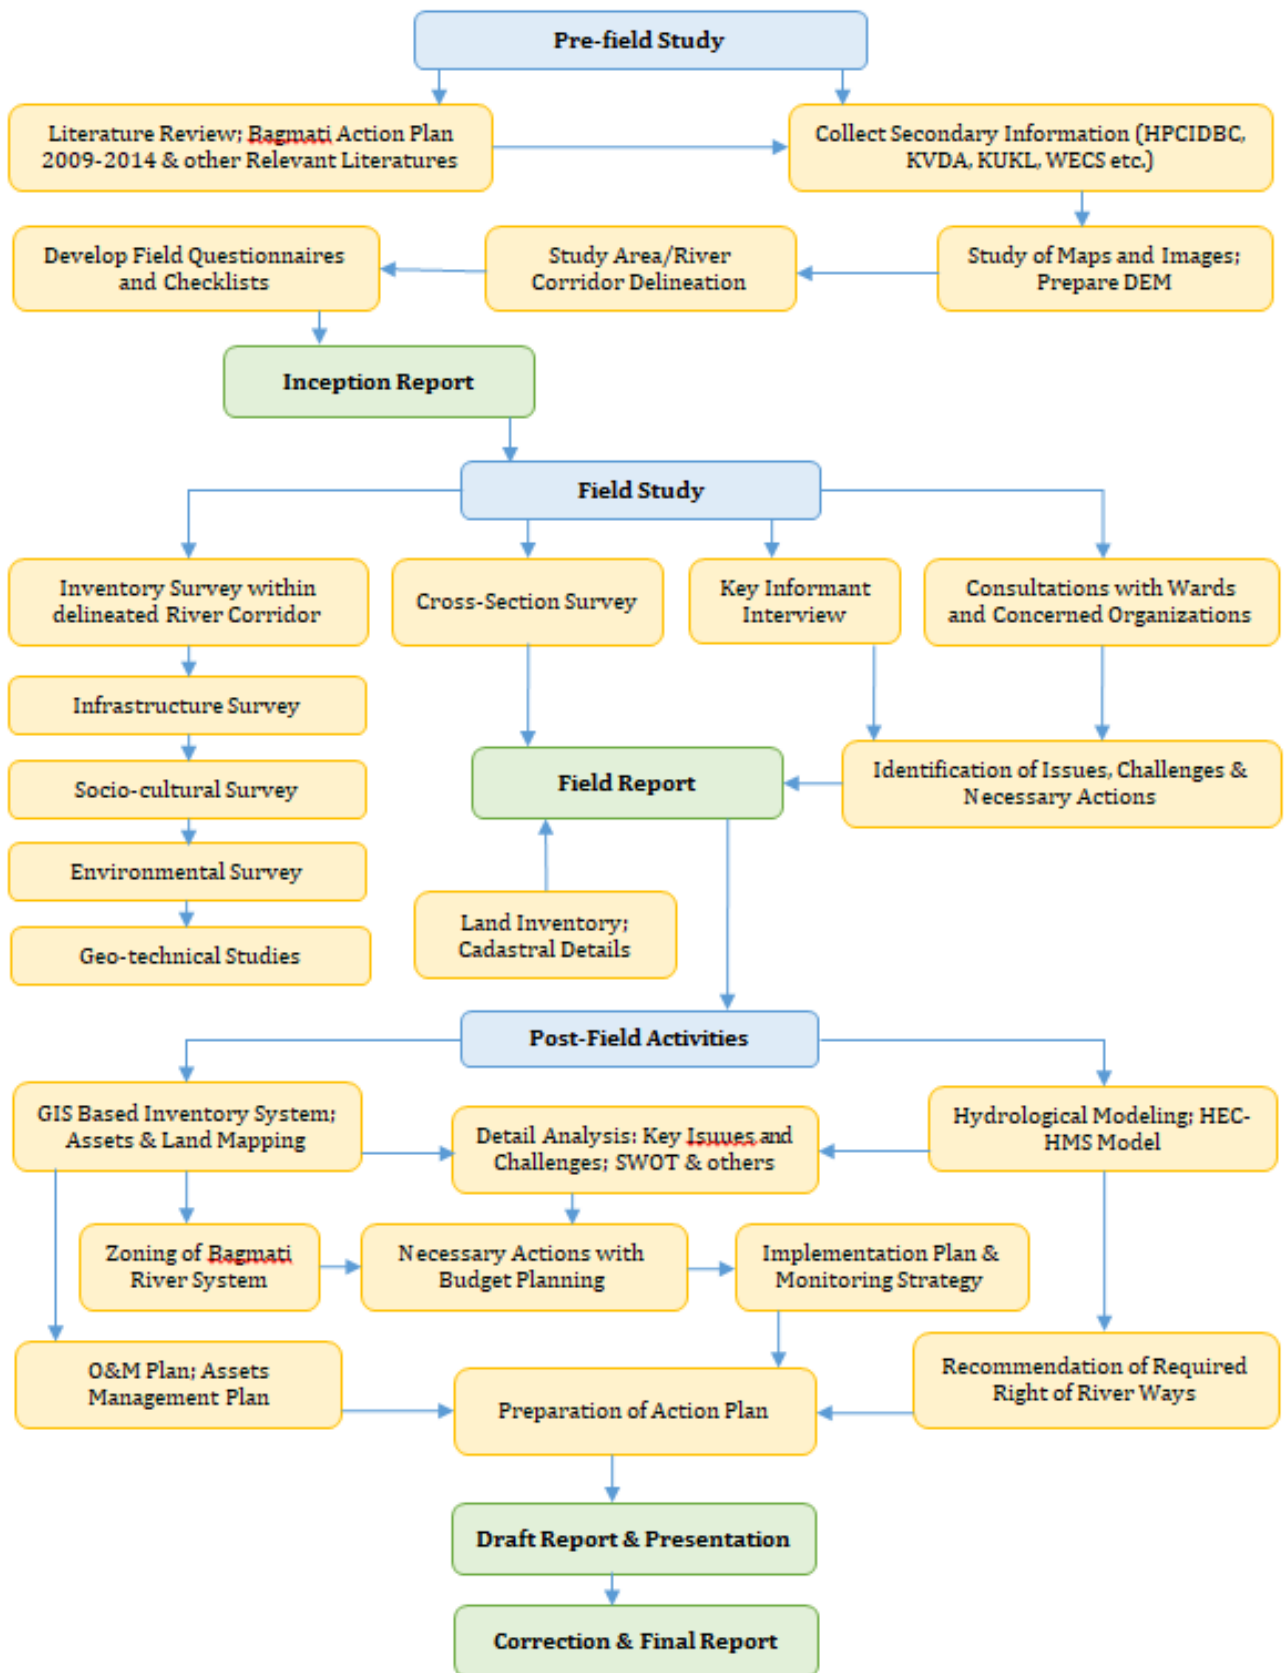 Pre-field Study
Literature Review; Bagmati Action Plan
2009-2014 & other Relevant Literatures
Collect Secondary Information (HPCIDBC,
KVDA, KUKL, WECS etc.)
Develop Field Questionnaires
and Checklists
Study Area/River
Corridor Delineation
Study of Maps and Images;
Prepare DEM
Inception Report
Field Study
Inventory Survey within
delineated River Corridor
Cross-Section Survey
Key Informant
Interview
Consultations with Wards
and Concerned Organizations
Infrastructure Survey
Socio-cultural Survey
Field Report
Identification of Issues, Challenges &
Necessary Actions
Environmental Survey
Land Inventory;
Cadastral Details
Geo-technical Studies
Post-Field Activities
GIS Based Inventory System;
Assets & Land Mapping
Detail Analysis: Key Isuues and
Challenges; SWOT & others
Hydrological Modeling; HEC-
HMS Model
Zoning of Bagmati
River System
Necessary Actions with
Budget Planning
Implementation Plan &
Monitoring Strategy
O&M Plan; Assets
Management Plan
Preparation of Action Plan
Recommendation of Required
Right of River Ways
Draft Report & Presentation
Correction & Final Report